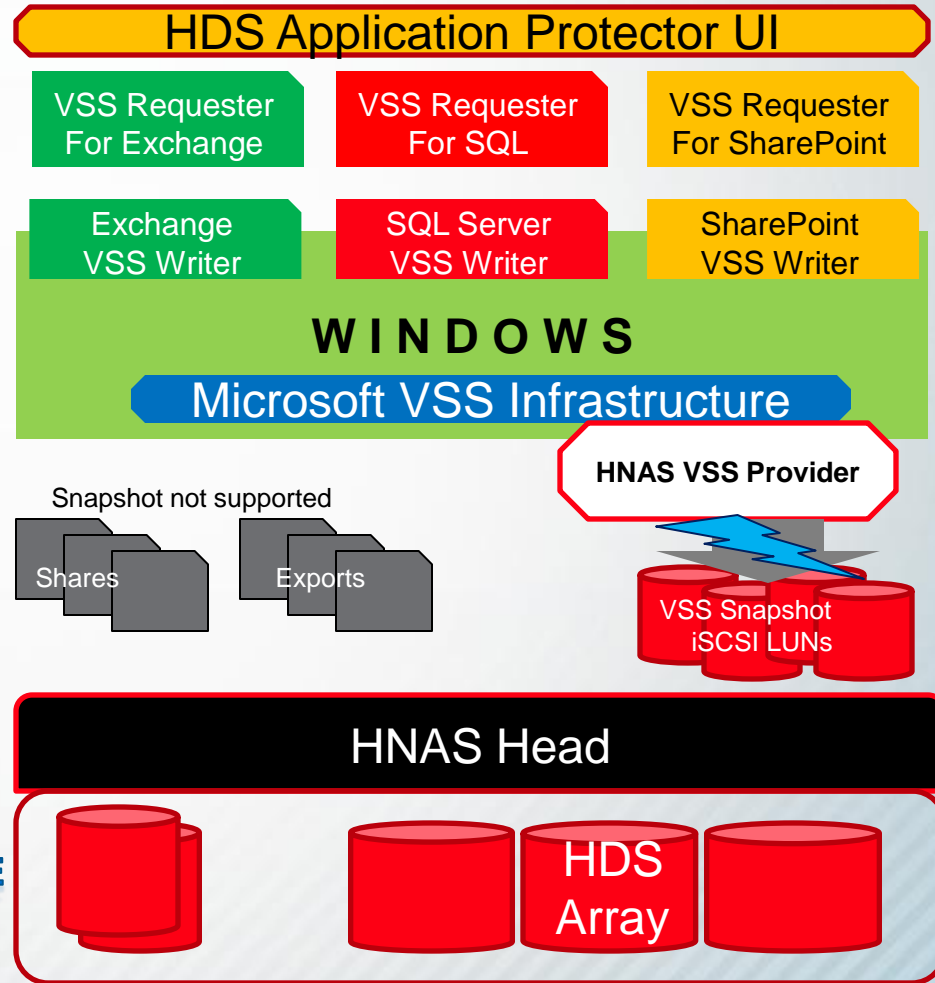 HDS Application Protector UI
VSS Requester
For Exchange
VSS Requester
For SQL
VSS Requester
For SharePoint
Exchange
VSS Writer
SQL Server
VSS Writer
SharePoint
VSS Writer
W I N D O W S
Microsoft VSS Infrastructure
HNAS VSS Provider
Snapshot not supported
Shares
Exports
VSS Snapshot
iSCSI LUNs
HNAS Head
HDS
Array